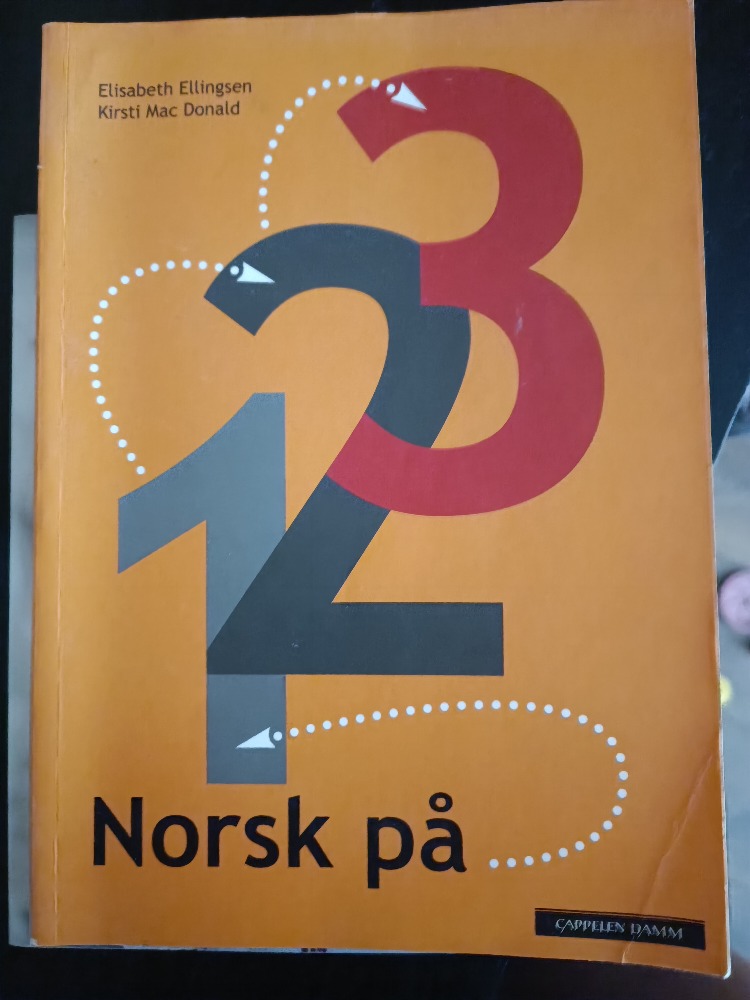 Elisabeth Ellingsen
Kirsti Mac Donald
3
2
1
Norsk på
CAPPELEN DAMM